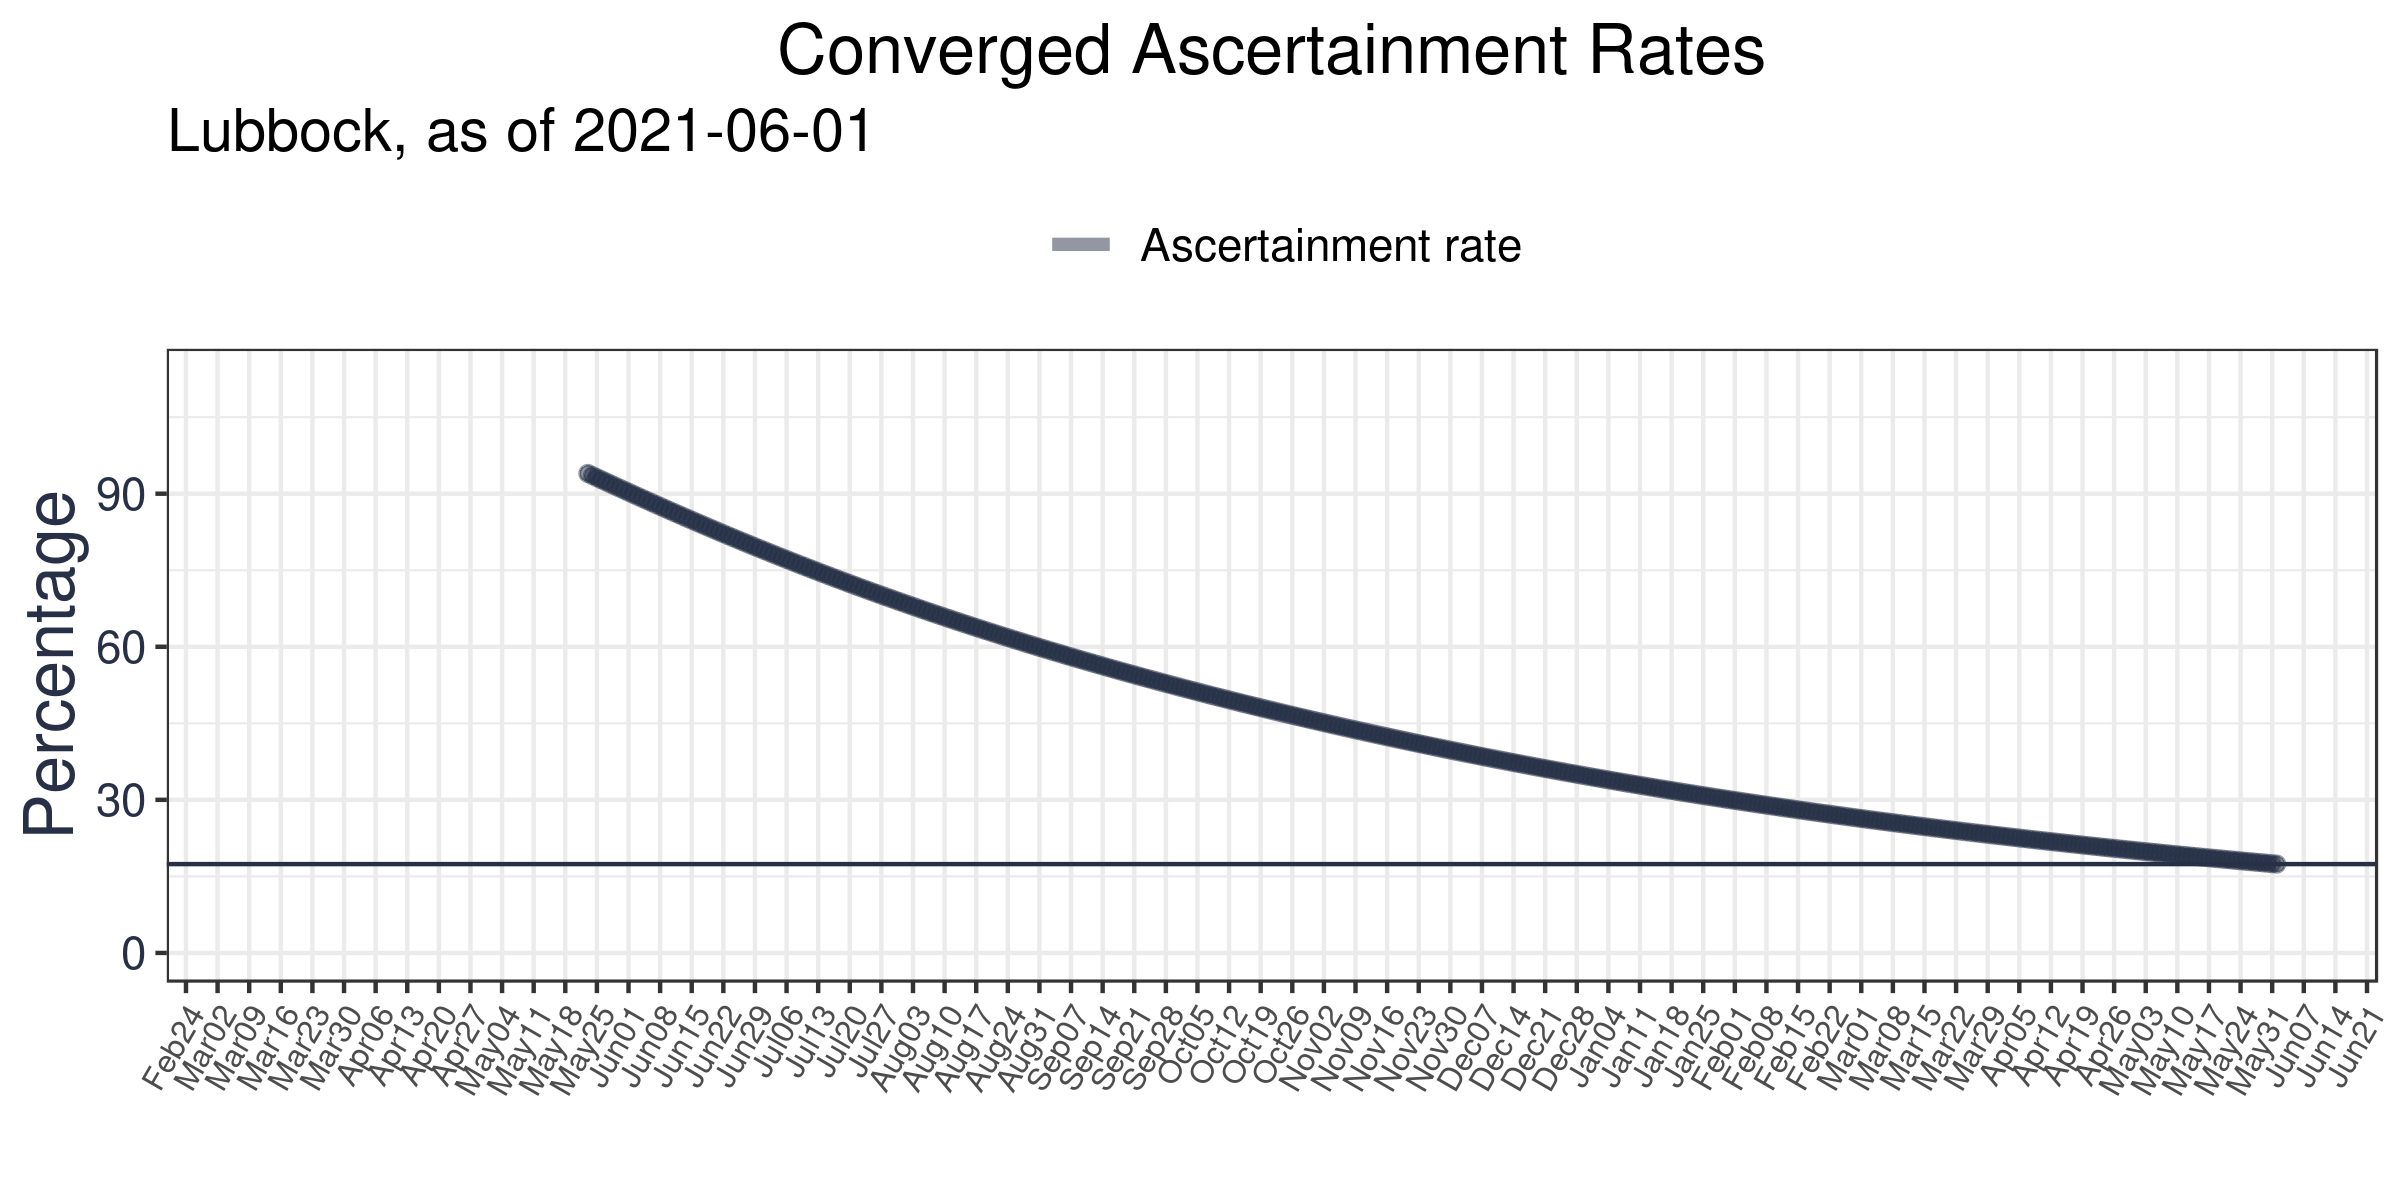 Converged Ascertainment Rates
Lubbock, as of 2021-06-01
Ascertainment rate
Percentage
90
60
30
0
Feb24 Mar02 Mar09 Mar16 Mar23 Mar30 Apr06 Apr13 Apr20 Apr27 May04 May11 May18 May25 Jun01 Jun08 Jun15 Jun22 Jun29 Jul06 Jul13 Jul20 Jul27 Aug03 Aug10 Aug17 Aug24 Aug31 Sep07 Sep14 Sep21 Sep28 Oct05 Oct12 Oct19 Oct26 Nov02 Nov09 Nov16 Nov23 Nov30 Dec07 Dec14 Dec21 Dec28 Jan04 Jan11 Jan18 Jan25 Feb01 Feb08 Feb15 Feb22 Mar01 Mar08 Mar15 Mar22 Mar29 Apr05 Apr12 Apr19 Apr26 May03 May10 May17 May24 May31 Jun07 Jun14 Jun21